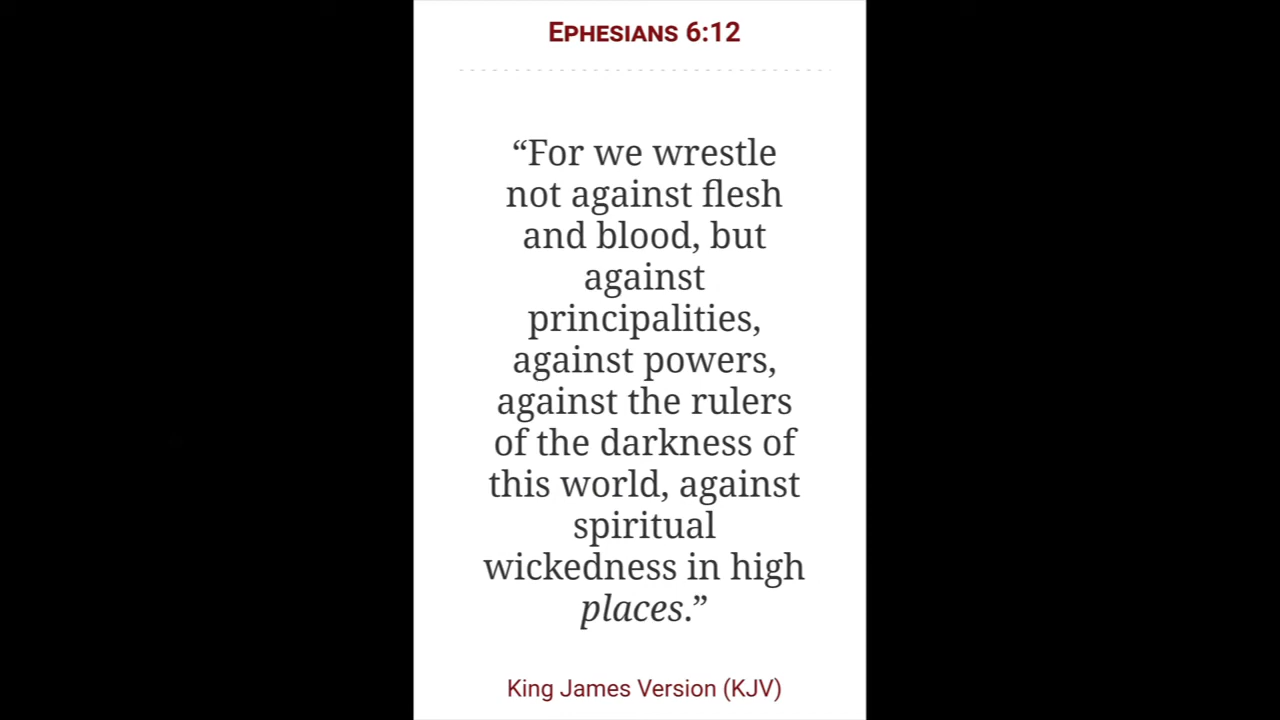 Ephesians 6:12
“For we wrestle
not against flesh
and blood, but
against
principalities,
against powers,
against the rulers
of the darkness of
this world, against
spiritual
wickedness in high
places.”
King James Version (KJV)